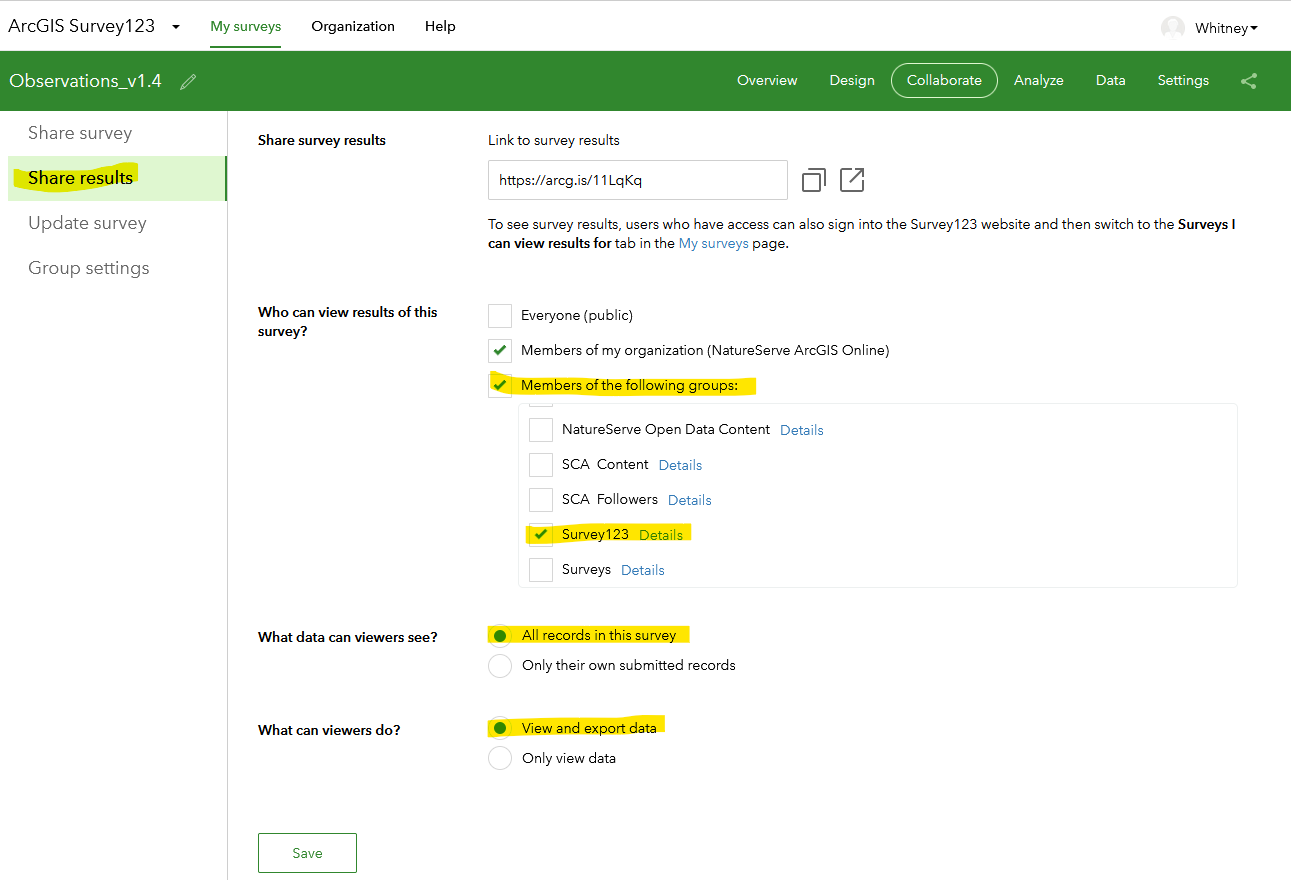 ArcGIS Survey123 My surveys Organization Help Whitney
Observations_v1.4 Overview Design Collaborate Analyze Data Settings
Share survey
Share results
Update survey
Group settings
Share survey results
Link to survey results
https://arcg.is/11LqKq
To see survey results, users who have access can also sign into the Survey123 website and then switch to the Surveys I
can view results for tab in the My surveys page.
Who can view results of this
survey?
Everyone (public)
Members of my organization (NatureServe ArcGIS Online)
Members of the following groups:
NatureServe Open Data Content Details
SCA Content Details
SCA Followers Details
Survey123 Details
Surveys Details
What data can viewers see?
All records in this survey
Only their own submitted records
What can viewers do?
View and export data
Only view data
Save